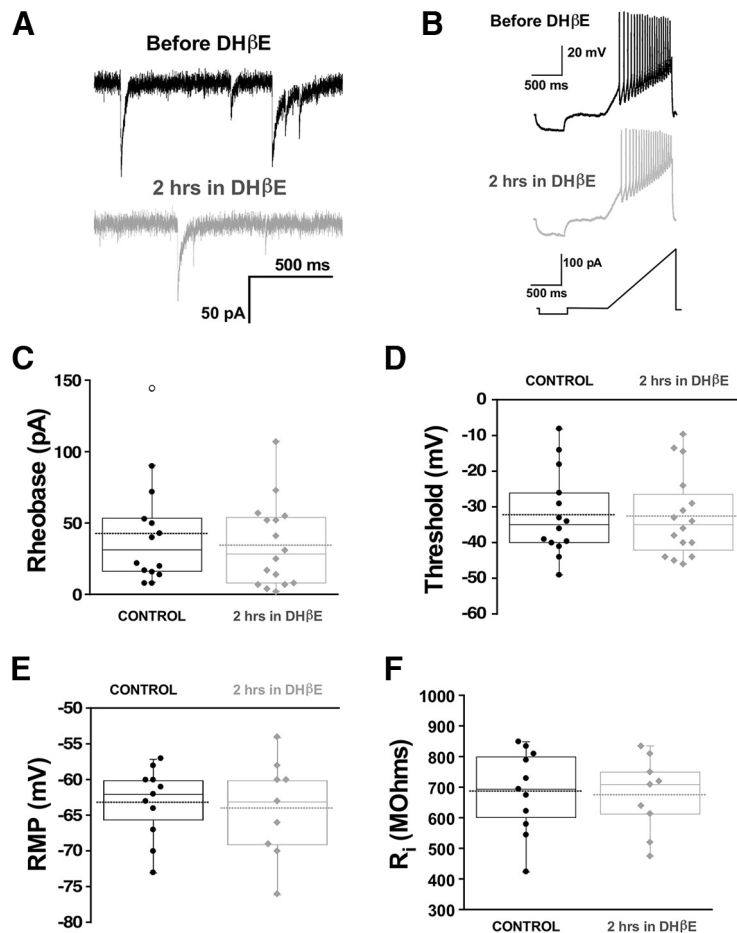 A
Before DHβE
2 hrs in DHβE
500 ms
50 pA
B
Before DHβE
20 mV
500 ms
2 hrs in DHβE
100 pA
500 ms
C
Rheobase (pA)
150
100
50
0
CONTROL
2 hrs in DHβE
D
CONTROL
2 hrs in DHβE
Threshold (mV)
0
-10
-20
-30
-40
-50
-60
E
CONTROL
2 hrs in DHβE
RMP (mV)
-50
-55
-60
-65
-70
-75
-80
F
Ri (MOhms)
1000
900
800
700
600
500
400
300
CONTROL
2 hrs in DHβE